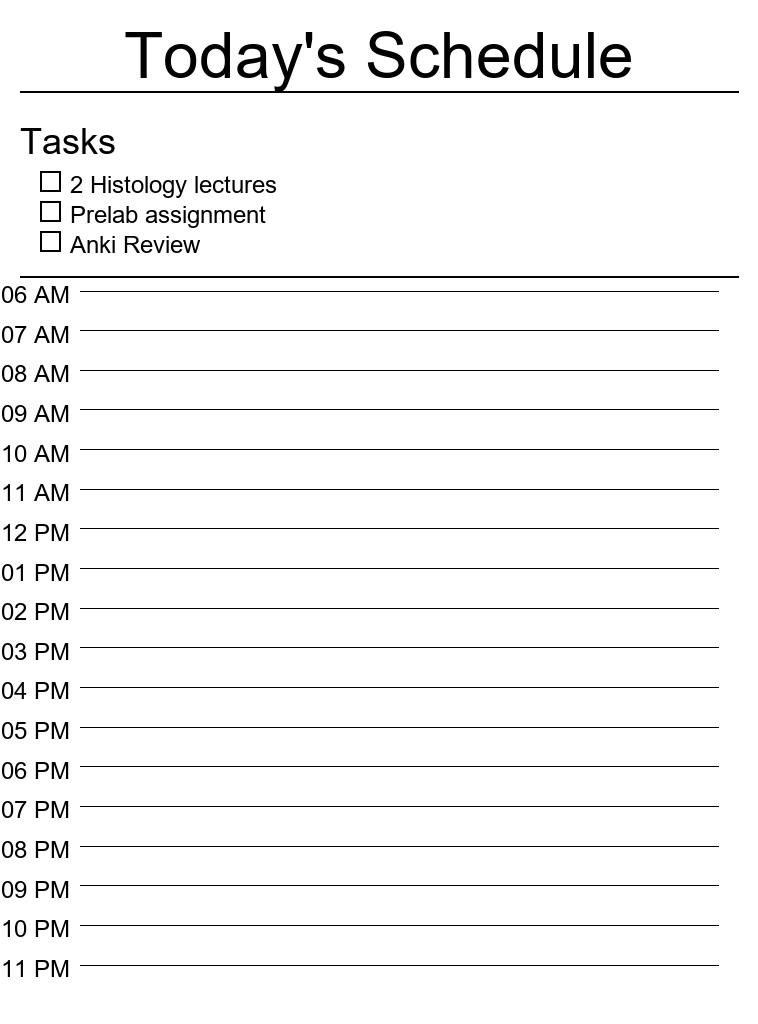 Today's Schedule
Tasks
2 Histology lectures
Prelab assignment
Anki Review
06 AM
07 AM
08 AM
09 AM
10 AM
11 AM
12 PM
01 PM
02 PM
03 PM
04 PM
05 PM
06 PM
07 PM
08 PM
09 PM
10 PM
11 PM